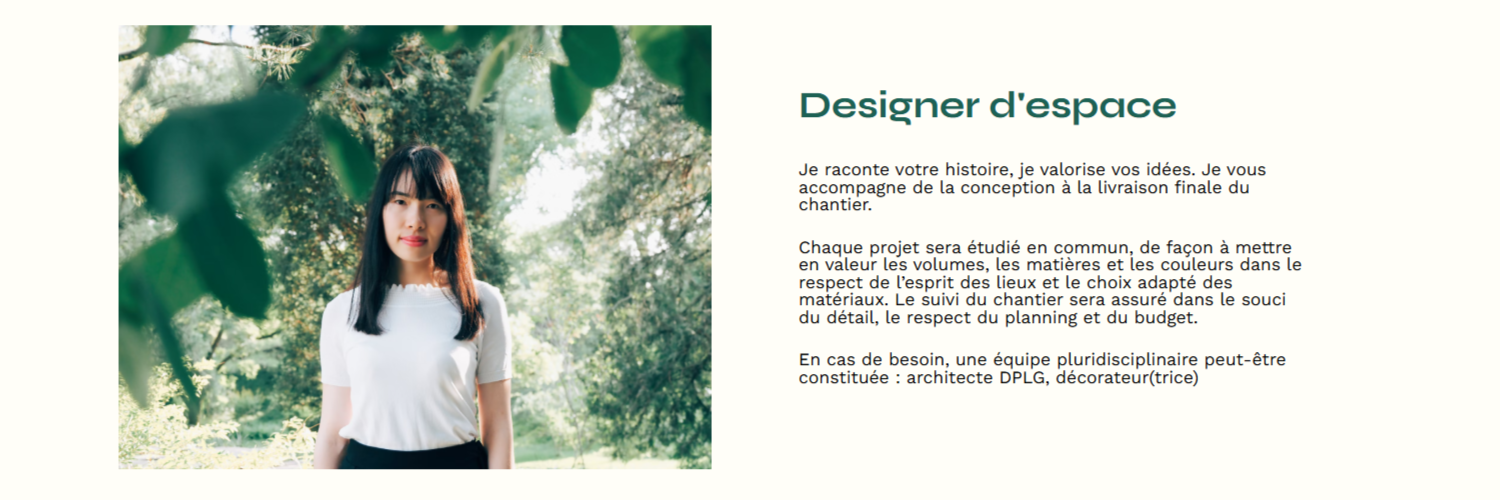 Designer d'espace
Je raconte votre histoire, je valorise vos idées. Je vous
accompagne de la conception à la livraison finale du
chantier.
Chaque projet sera étudié en commun, de façon à mettre
en valeur les volumes, les matières et les couleurs dans le
respect de l’esprit des lieux et le choix adapté des
matériaux. Le suivi du chantier sera assuré dans le souci
du détail, le respect du planning et du budget.
En cas de besoin, une équipe pluridisciplinaire peut-être
constituée : architecte DPLG, décorateur(trice)